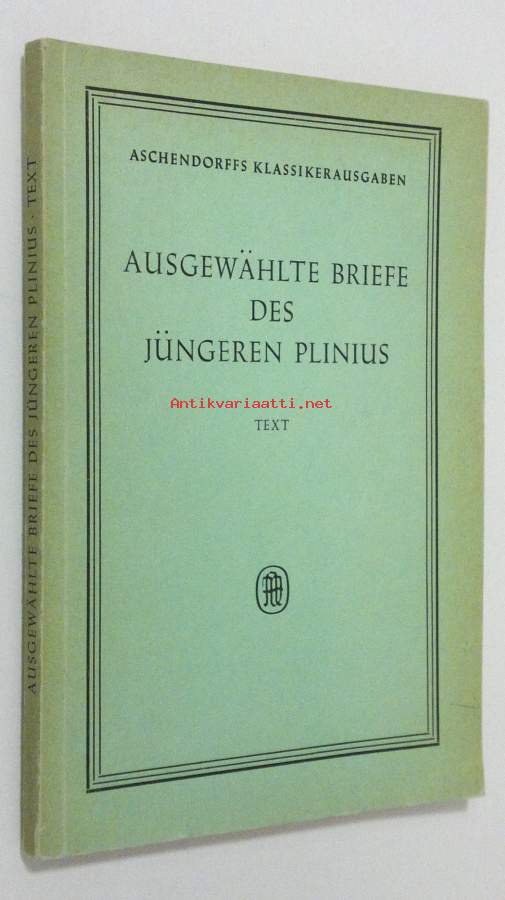 AUSGEWÄHLTE BRIEFE DES JÜNGEREN PLINIUS · TEXT
ASCHENDORFFS KLASSIKERAUSGABEN
AUSGEWÄHLTE BRIEFE
DES
JÜNGEREN PLINIUS
Antikvariaatti.net
TEXT